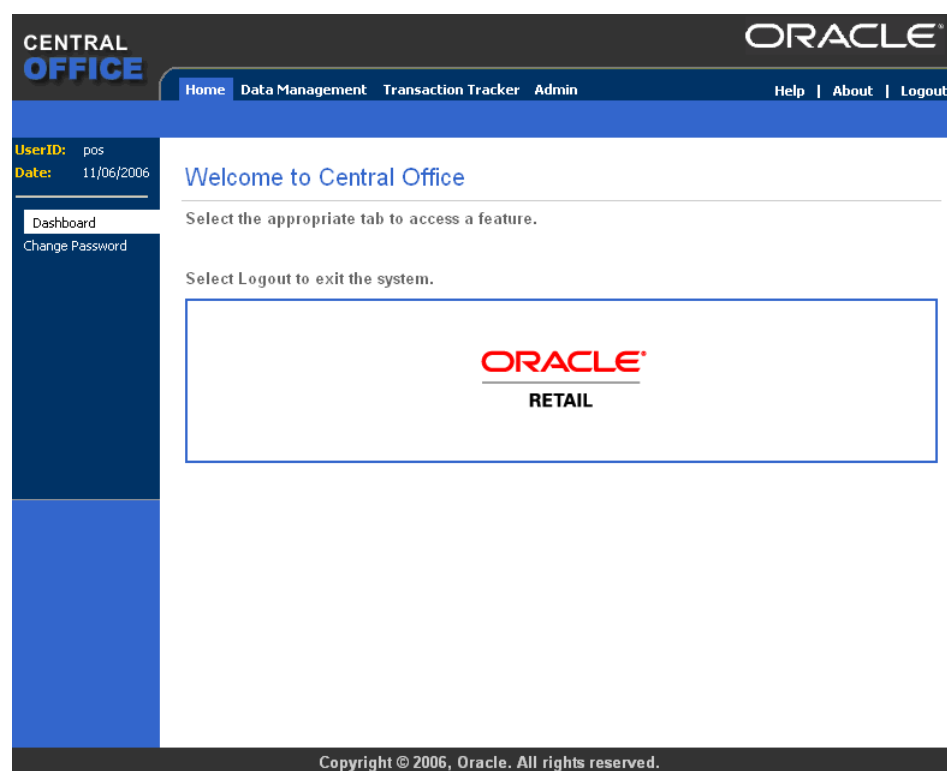 CENTRAL
OFFICE
ORACLE®
Home Data Management Transaction Tracker Admin
Help | About | Logout
UserID: pos
Date: 11/06/2006
Dashboard
Change Password
Welcome to Central Office
Select the appropriate tab to access a feature.
Select Logout to exit the system.
ORACLE®
RETAIL
Copyright © 2006, Oracle. All rights reserved.